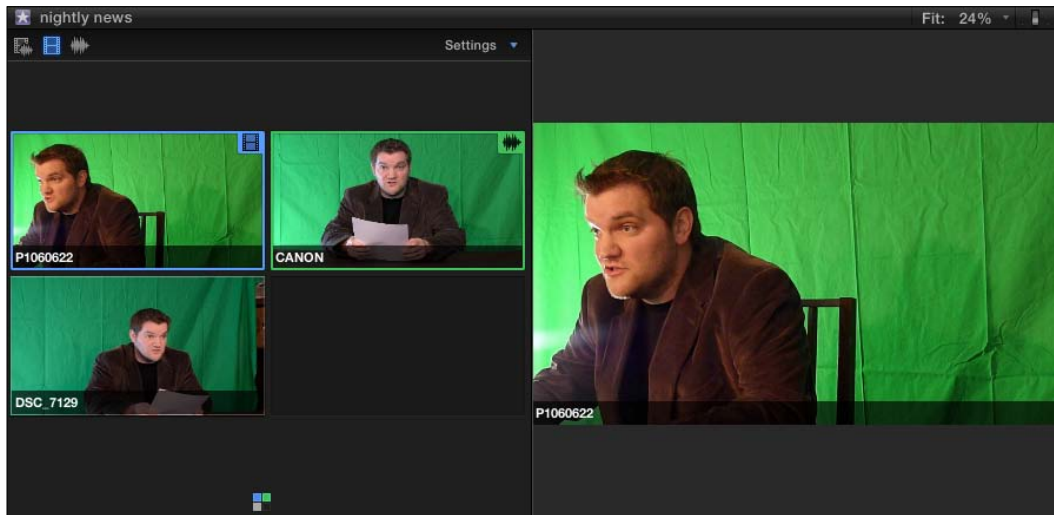 nightly news
Fit: 24%
Settings
P1060622
CANON
DSC_7129
P1060622